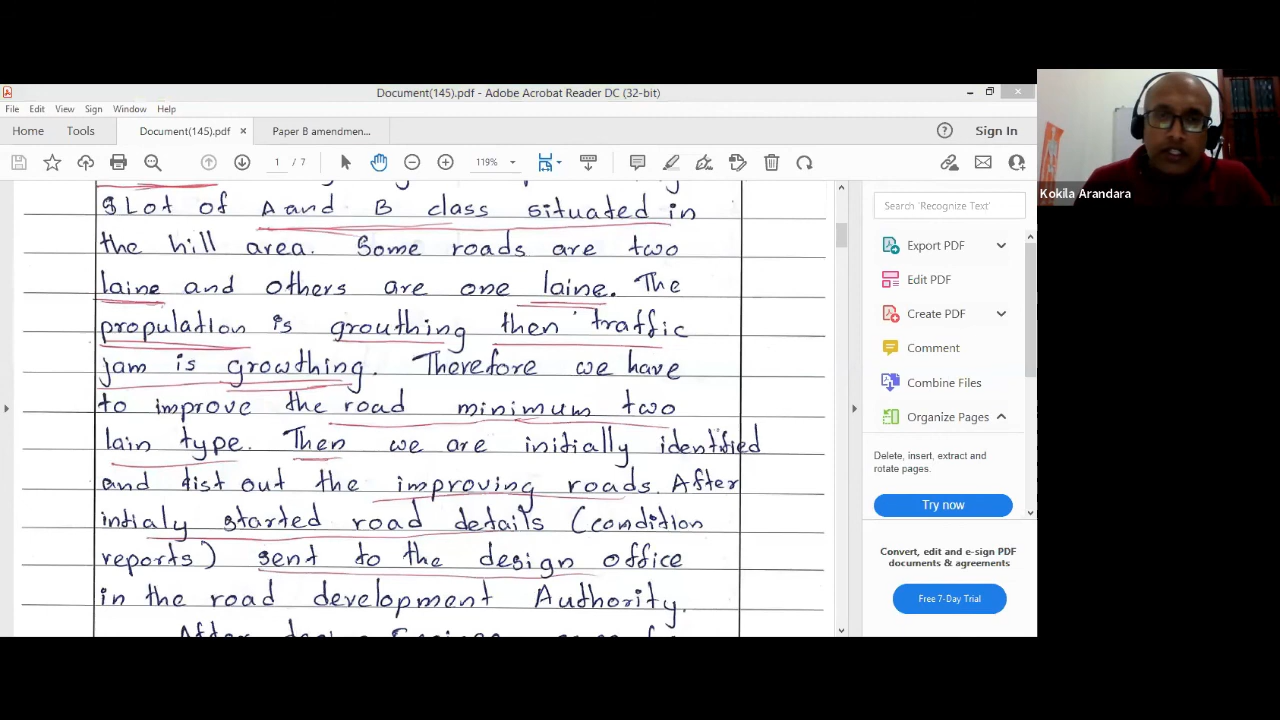 Document(145).pdf - Adobe Acrobat Reader DC (32-bit)
File Edit View Sign Window Help
Home Tools Document(145).pdf × Paper B amendmen... Sign In
1 / 7 119%
Kokila Arandara
Lot of A and B class situated in
the hill area. Some roads are two
laine and others are one laine. The
propulation is grouthing then traffic
jam is growthing. Therefore we have
to improve the road minimum two
lain type. Then we are initially identified
and list out the improving roads. After
intialy started road details (condition
reports) sent to the design office
in the road development Authority.
After
Search 'Recognize Text'
Export PDF
Edit PDF
Create PDF
Comment
Combine Files
Organize Pages
Delete, insert, extract and
rotate pages.
Try now
Convert, edit and e-sign PDF
documents & agreements
Free 7-Day Trial